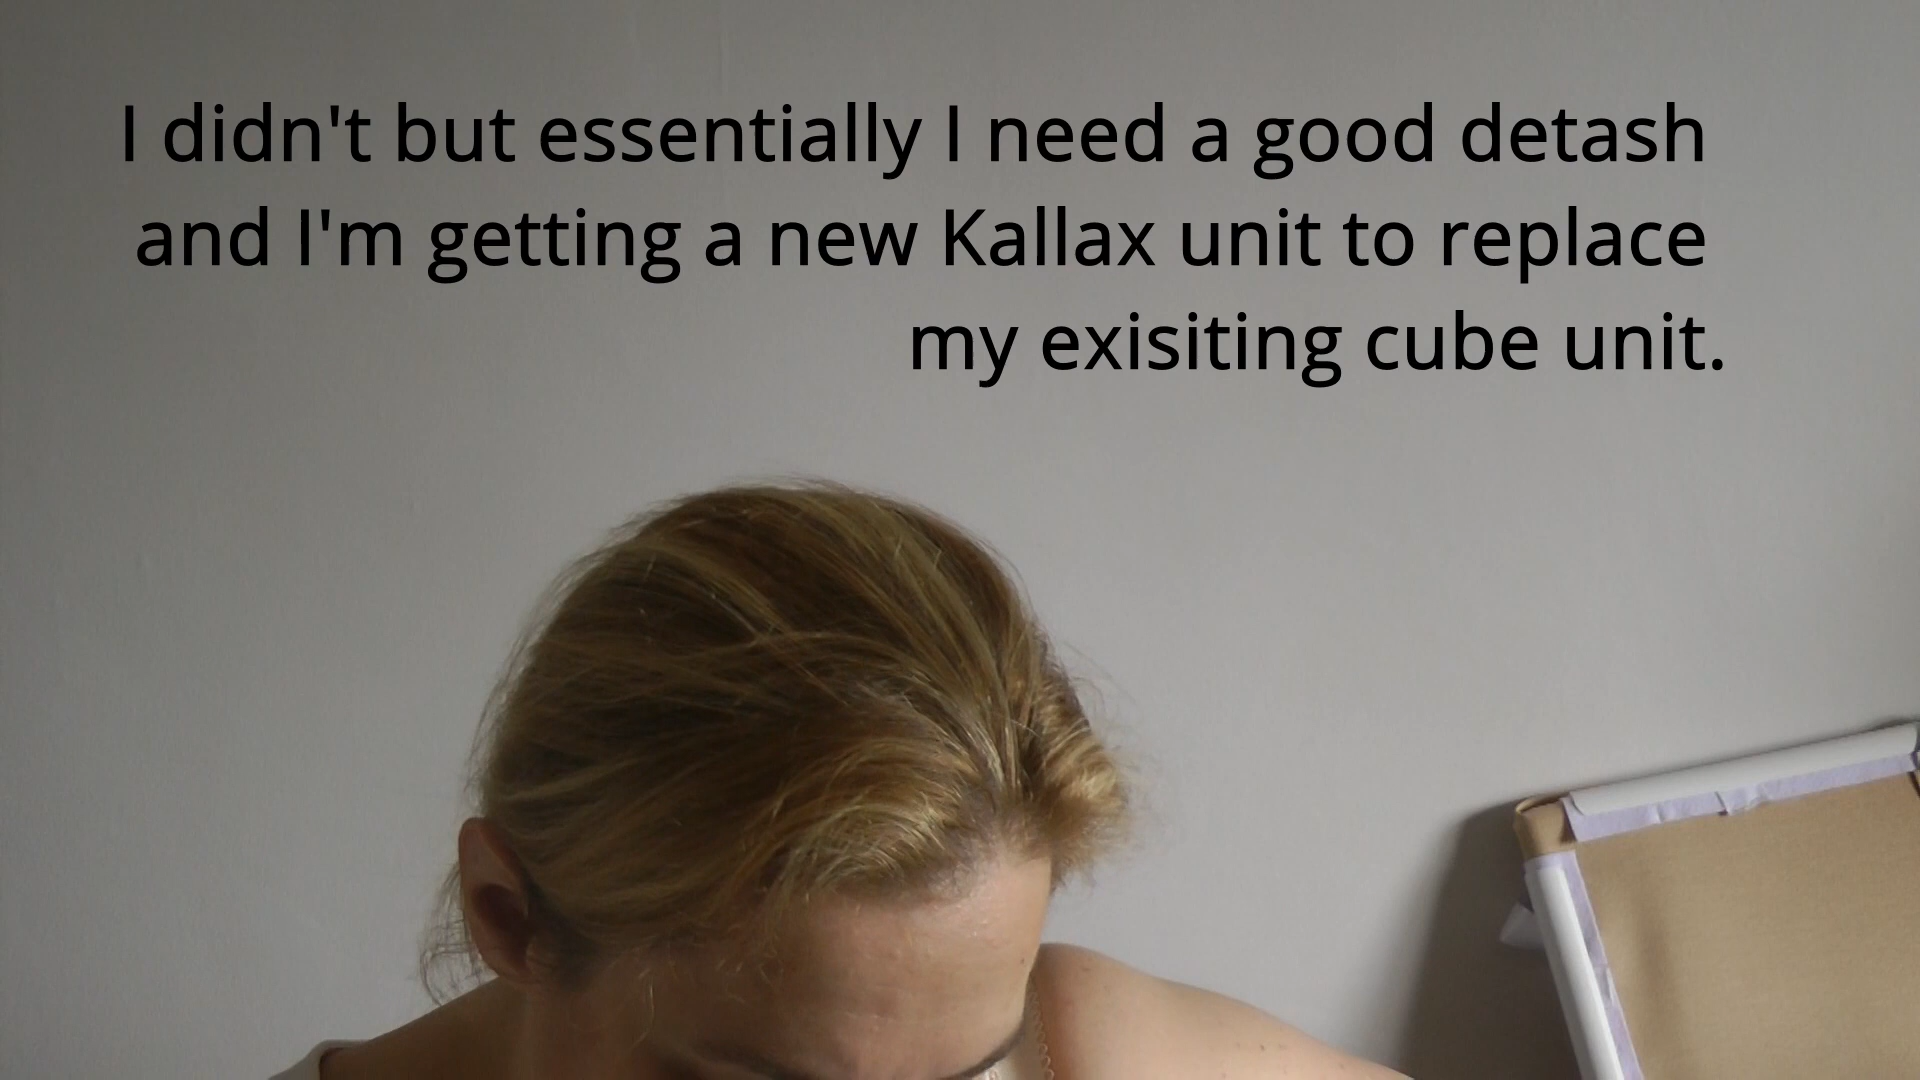 I didn't but essentially I need a good detash
and I'm getting a new Kallax unit to replace
my exisiting cube unit.